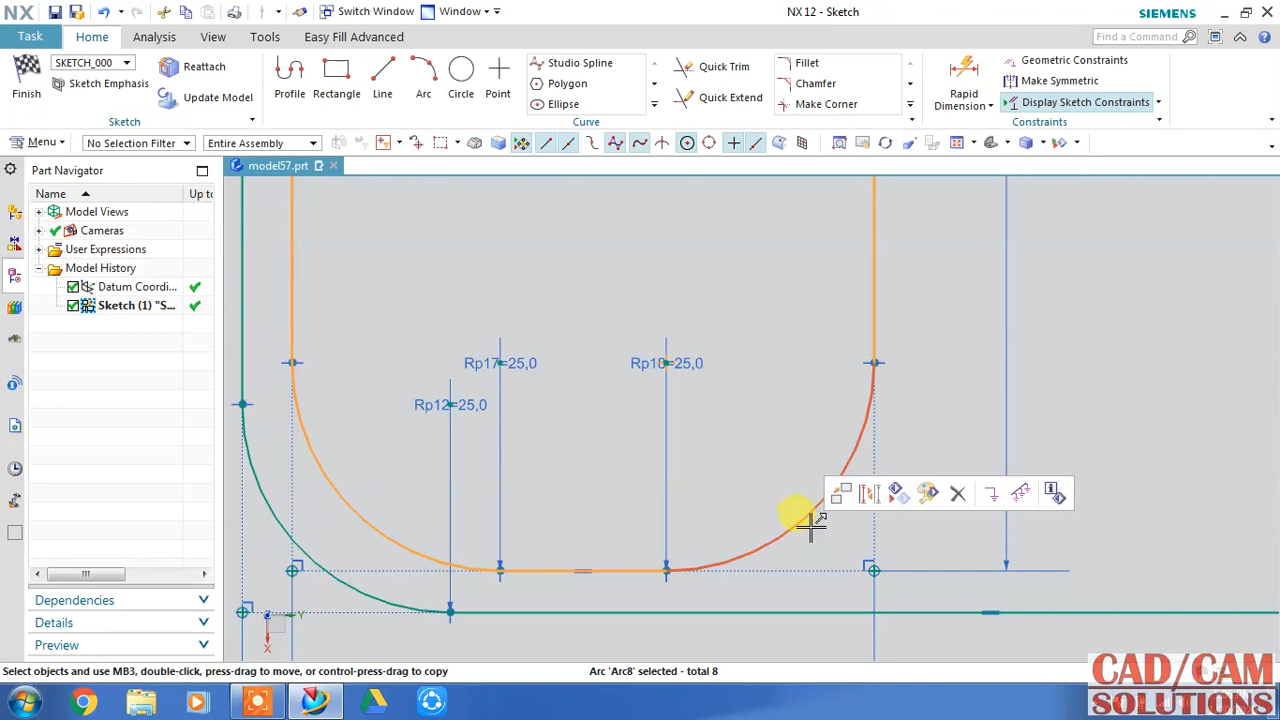 NX
Switch Window
Window
NX 12 - Sketch
SIEMENS
Task
Home
Analysis
View
Tools
Easy Fill Advanced
Find a Command
SKETCH_000
Reattach
Sketch Emphasis
Update Model
Finish
Profile
Rectangle
Line
Arc
Circle
Point
Studio Spline
Polygon
Ellipse
Quick Trim
Quick Extend
Fillet
Chamfer
Make Corner
Rapid
Dimension
Geometric Constraints
Make Symmetric
Display Sketch Constraints
Sketch
Curve
Constraints
Menu
No Selection Filter
Entire Assembly
Part Navigator
model57.prt
Name
Up to
Model Views
Cameras
User Expressions
Model History
Datum Coordi...
Sketch (1) "S...
Rp17=25,0
Rp18=25,0
Rp12=25,0
Y
X
Dependencies
Details
Preview
Select objects and use MB3, double-click, press-drag to move, or control-press-drag to copy
Arc 'Arc8' selected - total 8
CAD/CAM
SOLUTIONS